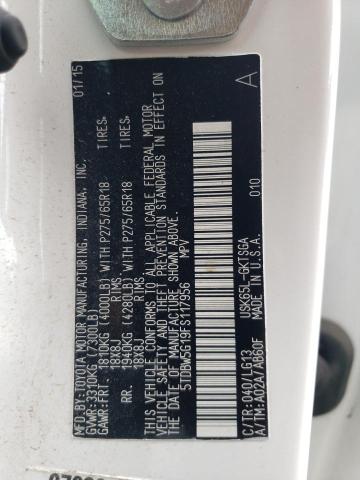 MFD.BY: TOYOTA MOTOR MANUFACTURING, INDIANA, INC. 01/15
GVWR: 3310KG (7300LB)
GAWR: FRT. 1810KG (4000LB) WITH P275/65R18 TIRES.
18X8J RIMS
RR. 1940KG (4280LB) WITH P275/65R18 TIRES.
18X8J RIMS
THIS VEHICLE CONFORMS TO ALL APPLICABLE FEDERAL MOTOR
VEHICLE SAFETY AND THEFT PREVENTION STANDARDS IN EFFECT ON
THE DATE OF MANUFACTURE SHOWN ABOVE.
5TDBW5G19FS117956 MPV
A
C/TR: 040/LG13 USK65L-GKTSGA 010
A/TM: A02A/AB60F MADE IN U.S.A.